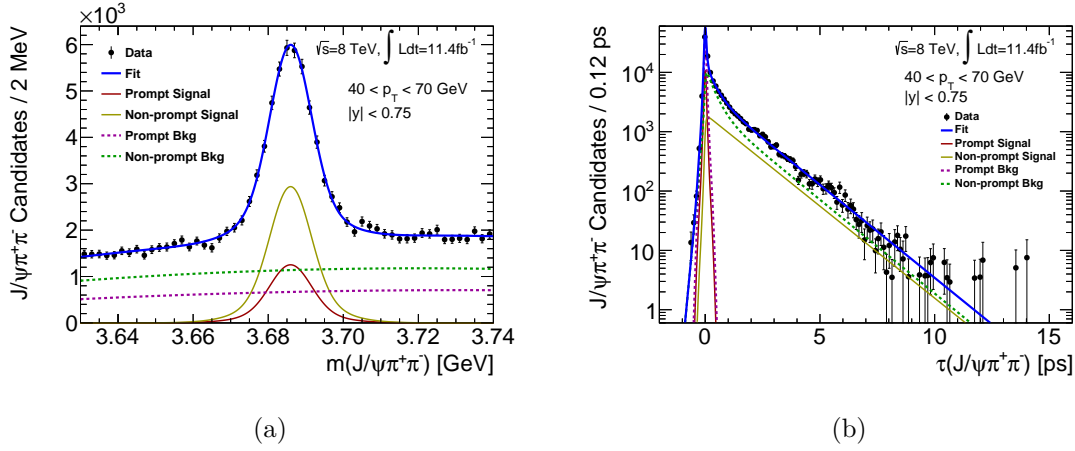 ×10³
6
5
4
3
2
1
0
J/ψπ⁺π⁻ Candidates / 2 MeV
Data
Fit
Prompt Signal
Non-prompt Signal
Prompt Bkg
Non-prompt Bkg
√s=8 TeV, ∫ Ldt=11.4fb⁻¹
40 < p_T < 70 GeV
|y| < 0.75
3.64 3.66 3.68 3.70 3.72 3.74
m(J/ψπ⁺π⁻) [GeV]
(a)
J/ψπ⁺π⁻ Candidates / 0.12 ps
10⁴
10³
10²
10
1
√s=8 TeV, ∫ Ldt=11.4fb⁻¹
40 < p_T < 70 GeV
|y| < 0.75
Data
Fit
Prompt Signal
Non-prompt Signal
Prompt Bkg
Non-prompt Bkg
0 5 10 15
τ(J/ψπ⁺π⁻) [ps]
(b)